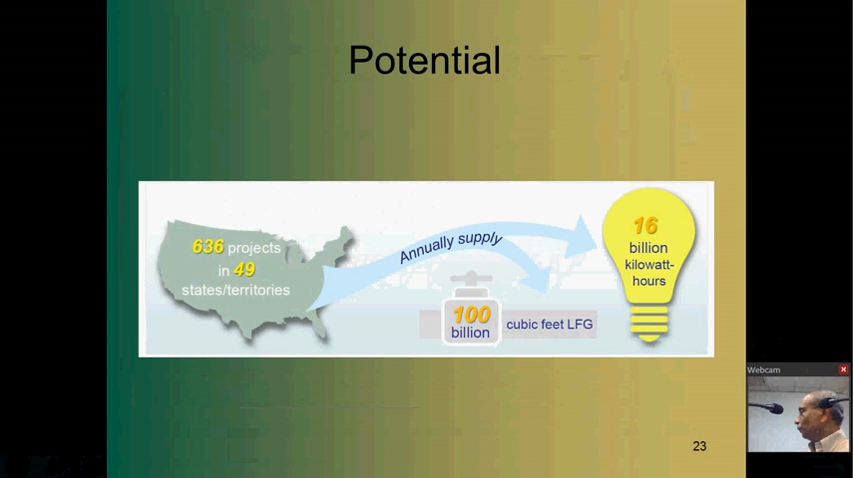 Potential
636 projects
in 49
states/territories
Annually supply
16
billion
kilowatt-
hours
100
billion
cubic feet LFG
23
Webcam